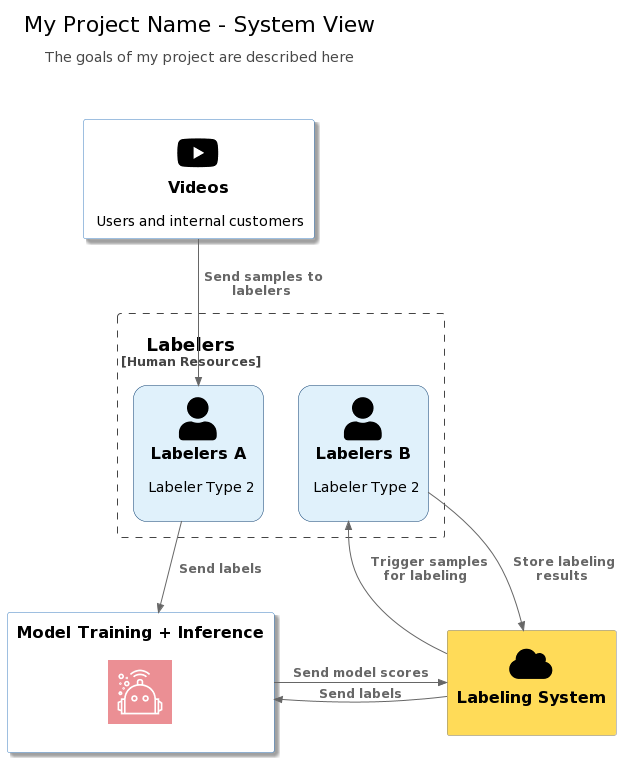 My Project Name - System View
The goals of my project are described here
Videos
Users and internal customers
Send samples to
labelers
Labelers
[Human Resources]
Labelers A
Labeler Type 2
Labelers B
Labeler Type 2
Send labels
Trigger samples
for labeling
Store labeling
results
Model Training + Inference
Send model scores
Send labels
Labeling System